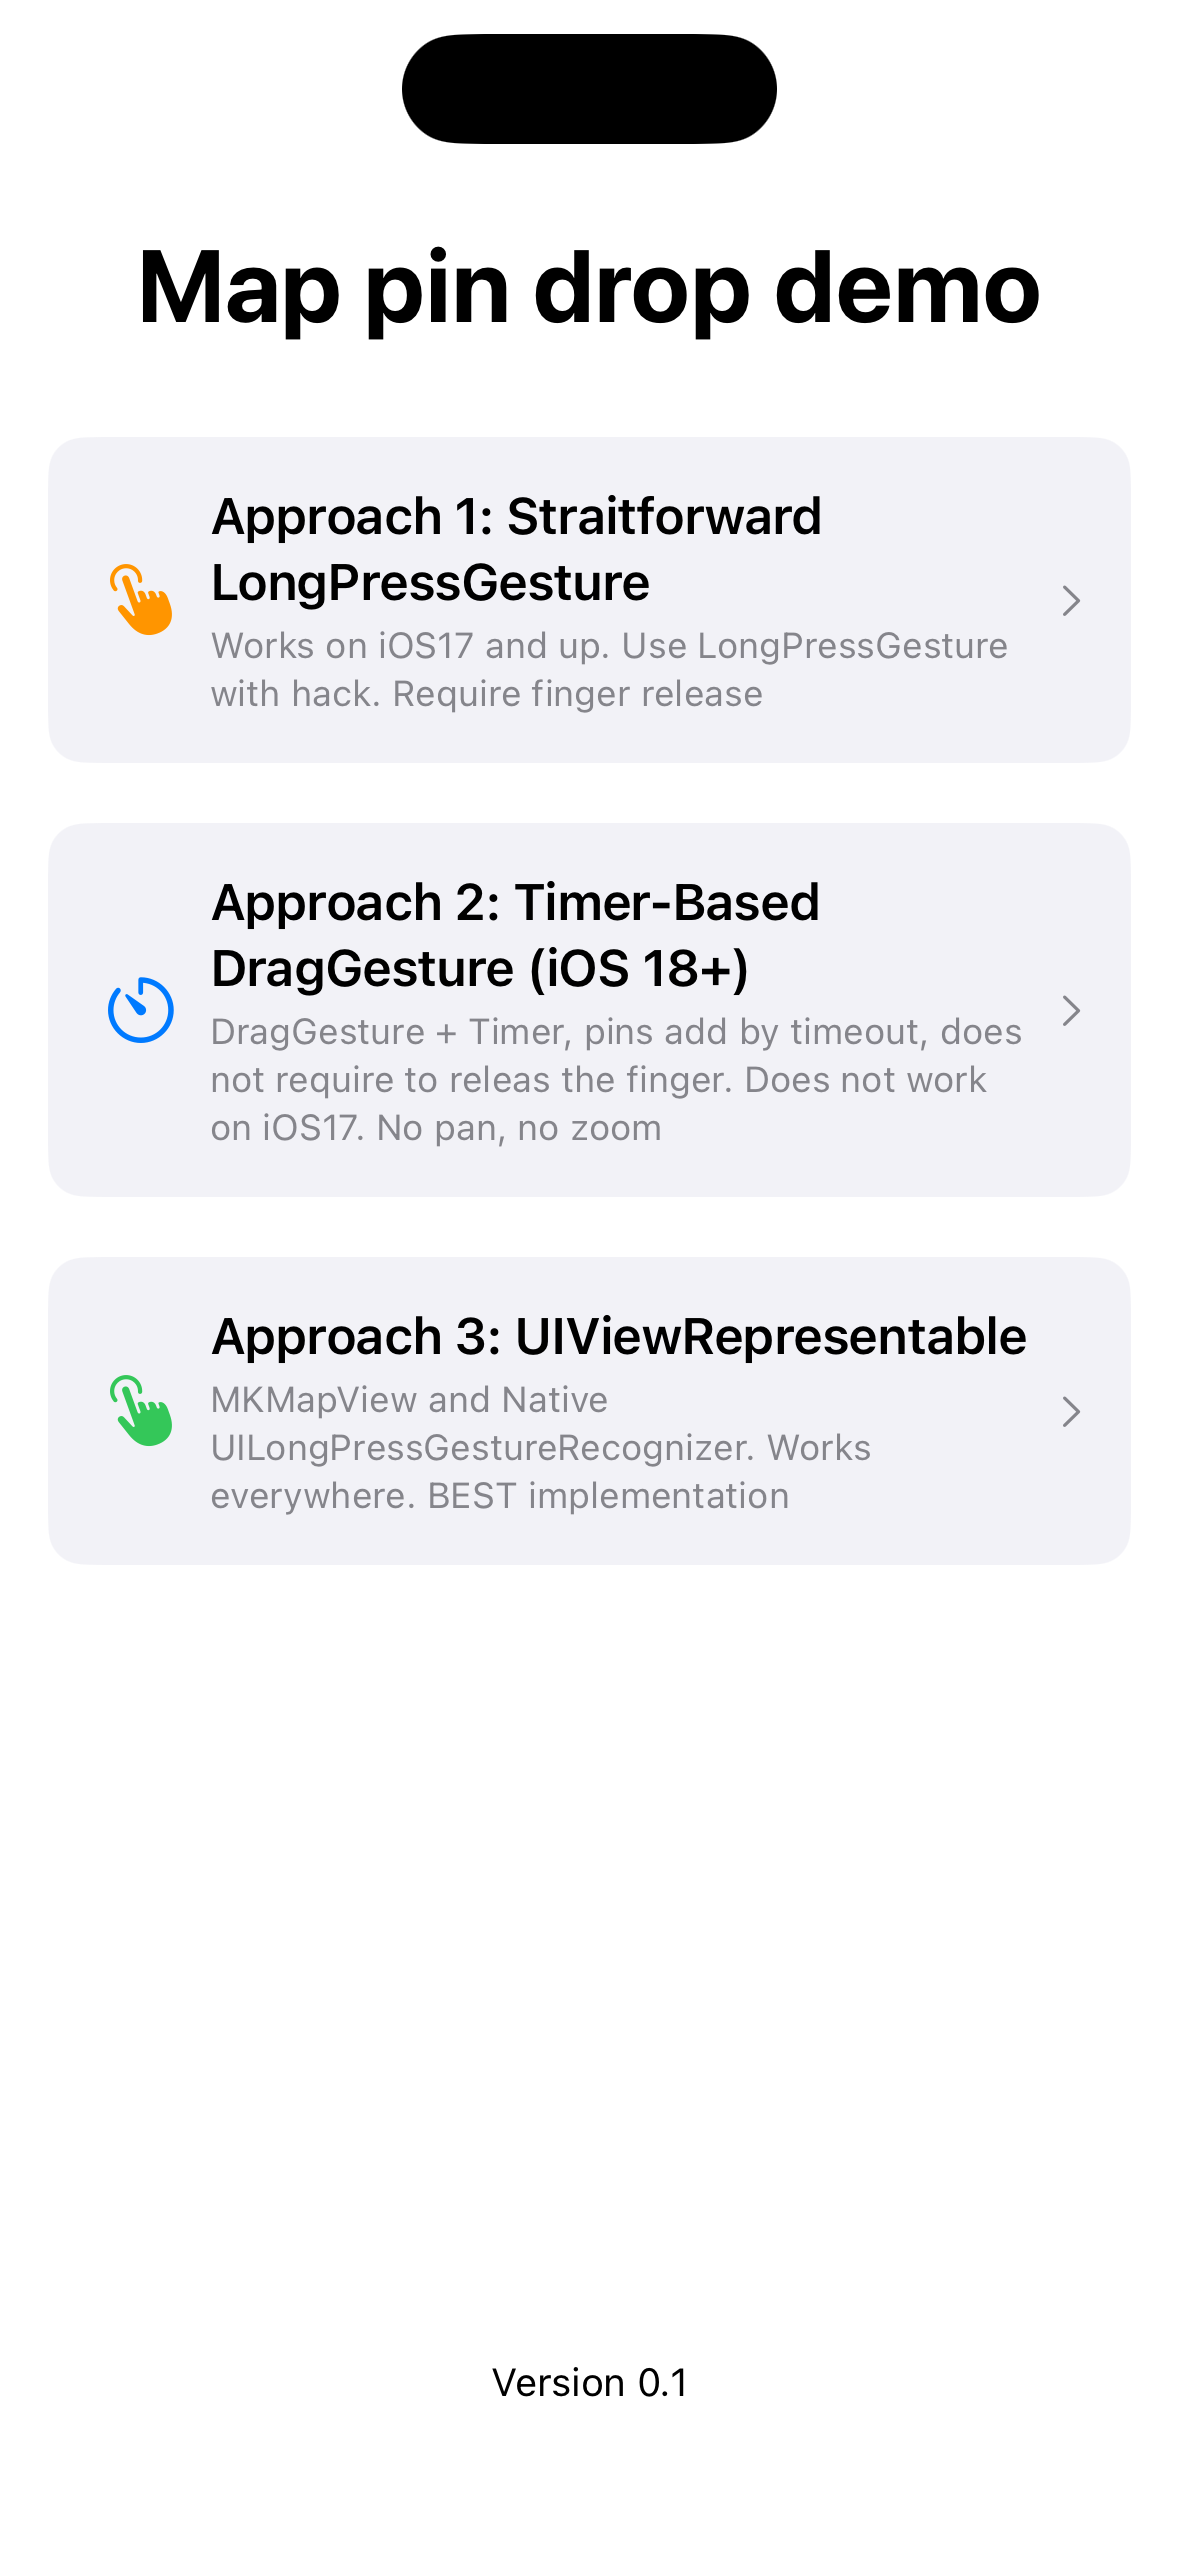 Map pin drop demo
Approach 1: Straitforward
LongPressGesture
Works on iOS17 and up. Use LongPressGesture
with hack. Require finger release
Approach 2: Timer-Based
DragGesture (iOS 18+)
DragGesture + Timer, pins add by timeout, does
not require to releas the finger. Does not work
on iOS17. No pan, no zoom
Approach 3: UIViewRepresentable
MKMapView and Native
UILongPressGestureRecognizer. Works
everywhere. BEST implementation
Version 0.1